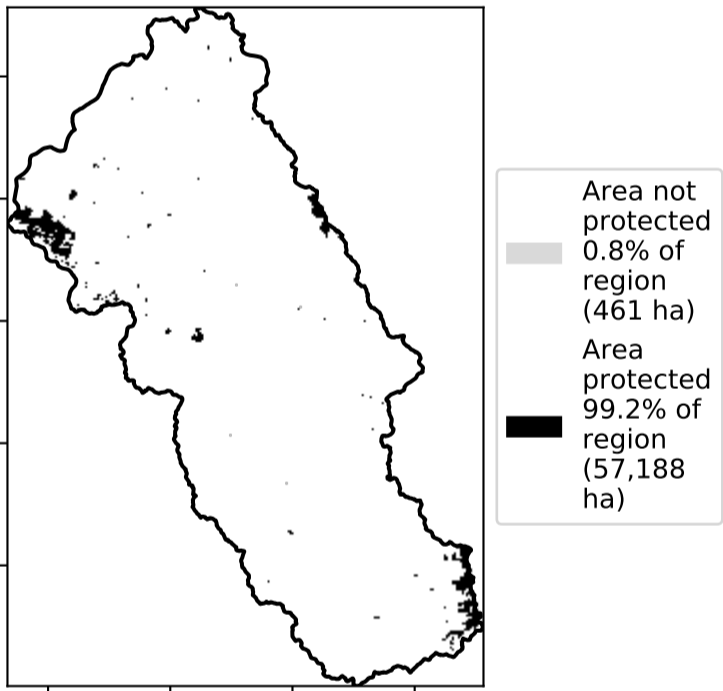 Area not
protected
0.8% of
region
(461 ha)
Area
protected
99.2% of
region
(57,188
ha)